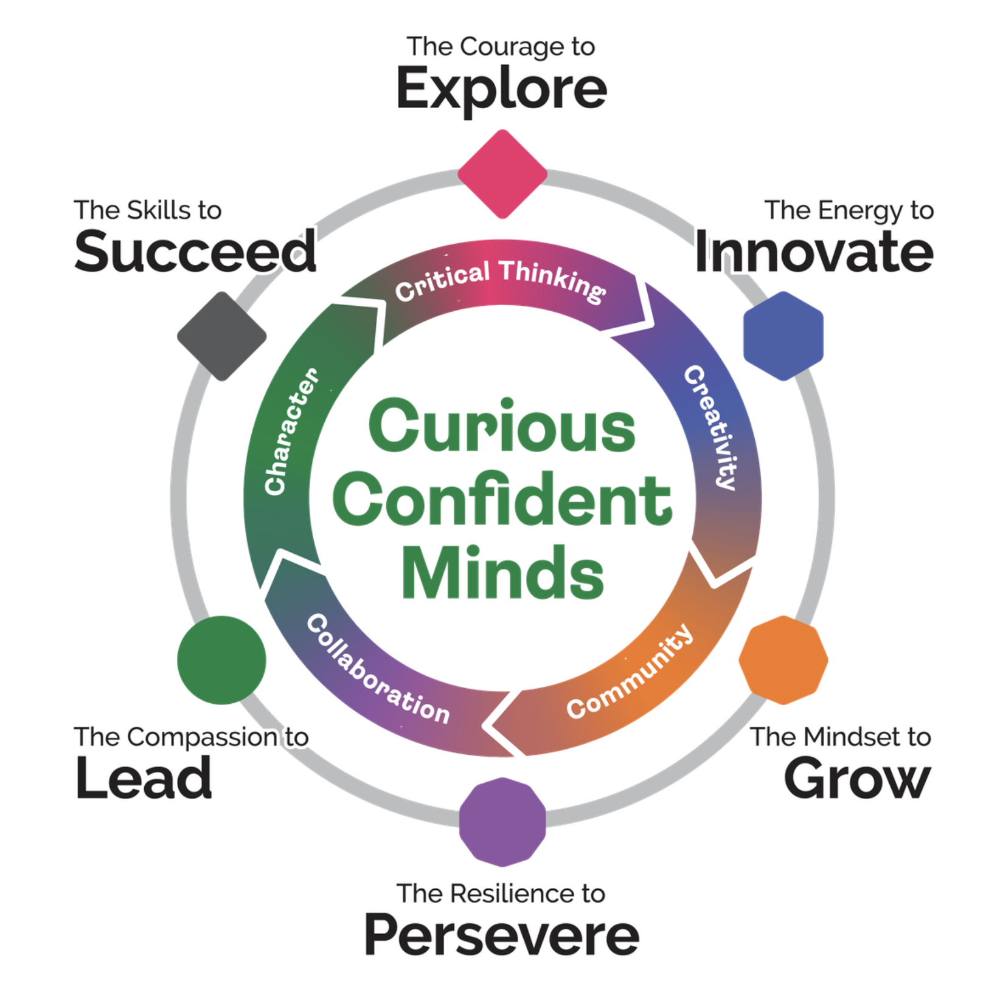 The Courage to
Explore
The Skills to
Succeed
The Energy to
Innovate
Critical Thinking
Creativity
Character
Curious
Confident
Minds
Community
Collaboration
The Compassion to
Lead
The Mindset to
Grow
The Resilience to
Persevere